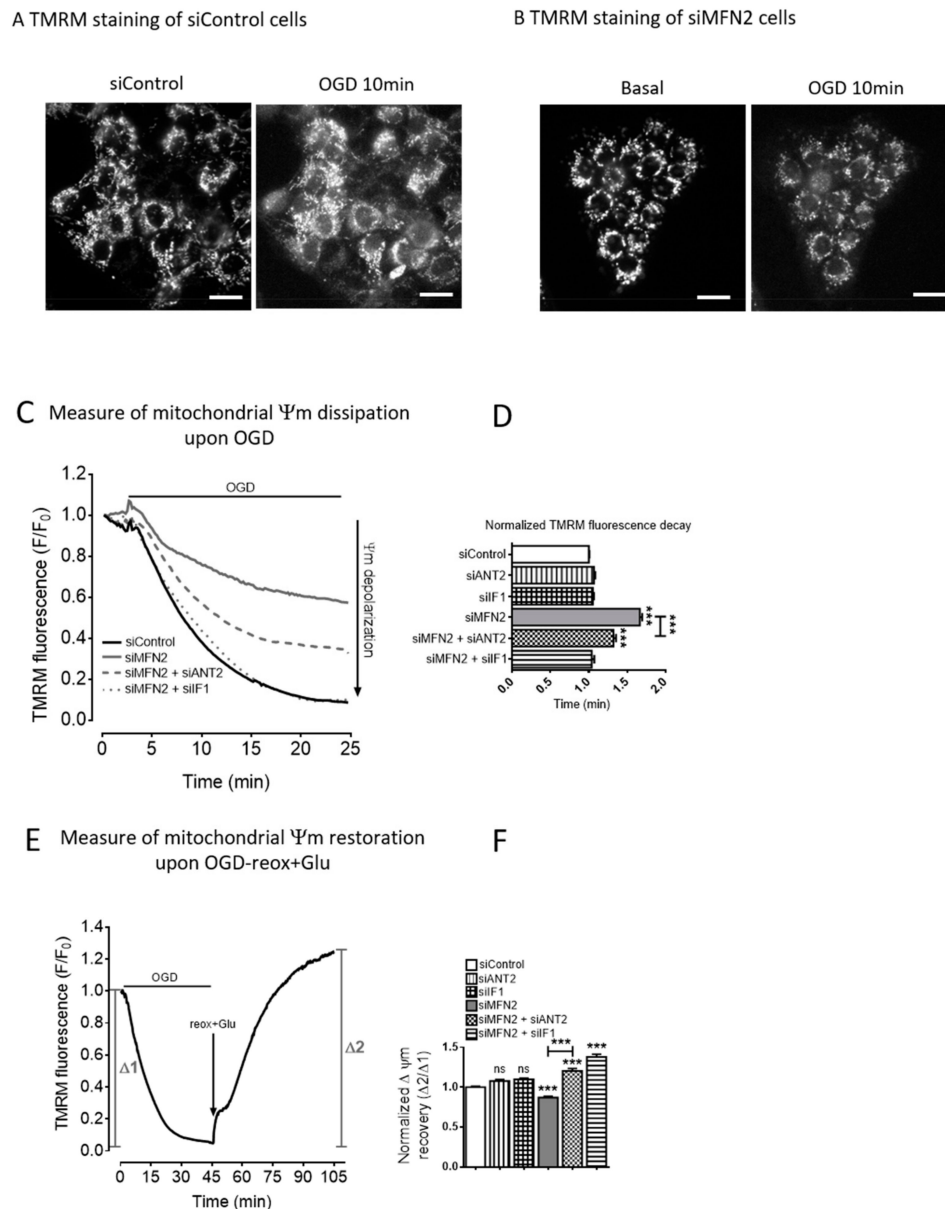 A TMRM staining of siControl cells
B TMRM staining of siMFN2 cells
siControl
OGD 10min
Basal
OGD 10min
C Measure of mitochondrial Ψm dissipation
upon OGD
TMRM fluorescence (F/F0)
1.2
1.0
0.8
0.6
0.4
0.2
0.0
OGD
Ψm depolarization
siControl
siMFN2
siMFN2 + siANT2
siMFN2 + siIF1
0 5 10 15 20 25
Time (min)
D
Normalized TMRM fluorescence decay
siControl
siANT2
siIF1
siMFN2
siMFN2 + siANT2
siMFN2 + siIF1
***
***
***
0.0 0.5 1.0 1.5 2.0
Time (min)
E Measure of mitochondrial Ψm restoration
upon OGD-reox+Glu
TMRM fluorescence (F/F0)
1.4
1.2
1.0
0.8
0.6
0.4
0.2
0.0
OGD
reox+Glu
Δ1
Δ2
0 15 30 45 60 75 90 105
Time (min)
F
siControl
siANT2
siIF1
siMFN2
siMFN2 + siANT2
siMFN2 + siIF1
Normalized Δ ψm
recovery (Δ2/Δ1)
1.5
1.0
0.5
0.0
ns
ns
***
***
***
***